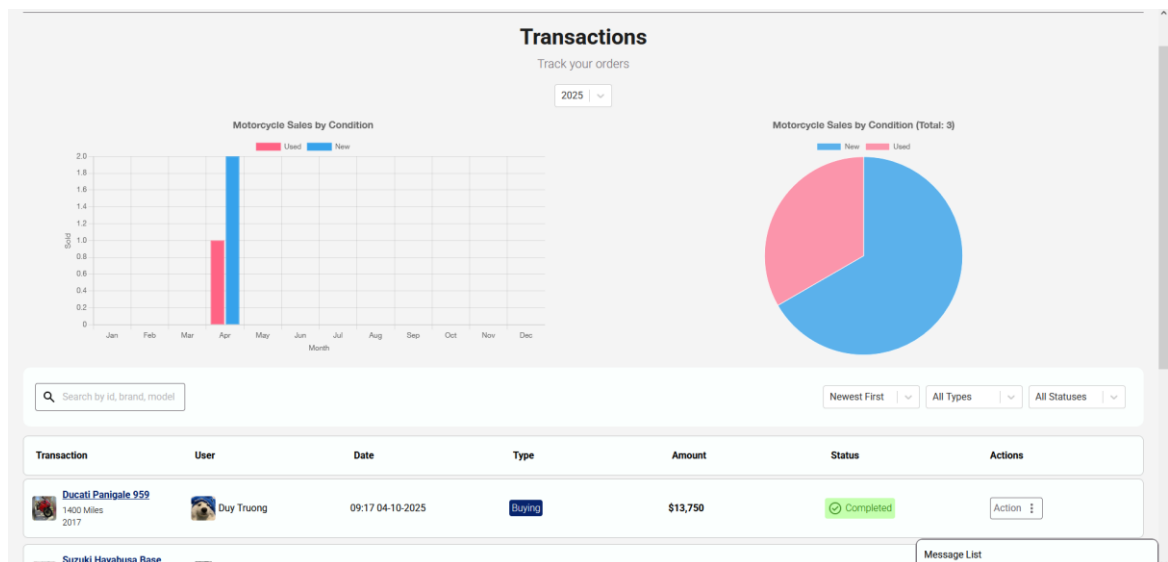 Transactions
Track your orders
2025
Motorcycle Sales by Condition
Used New
2.0
1.8
1.6
1.4
1.2
1.0
0.8
0.6
0.4
0.2
0
Sold
Jan Feb Mar Apr May Jun Jul Aug Sep Oct Nov Dec
Month
Motorcycle Sales by Condition (Total: 3)
New Used
Search by id, brand, model
Newest First All Types All Statuses
Transaction User Date Type Amount Status Actions
Ducati Panigale 959
1400 Miles
2017
Duy Truong 09:17 04-10-2025 Buying $13,750 Completed Action
Suzuki Hayabusa Base
Message List